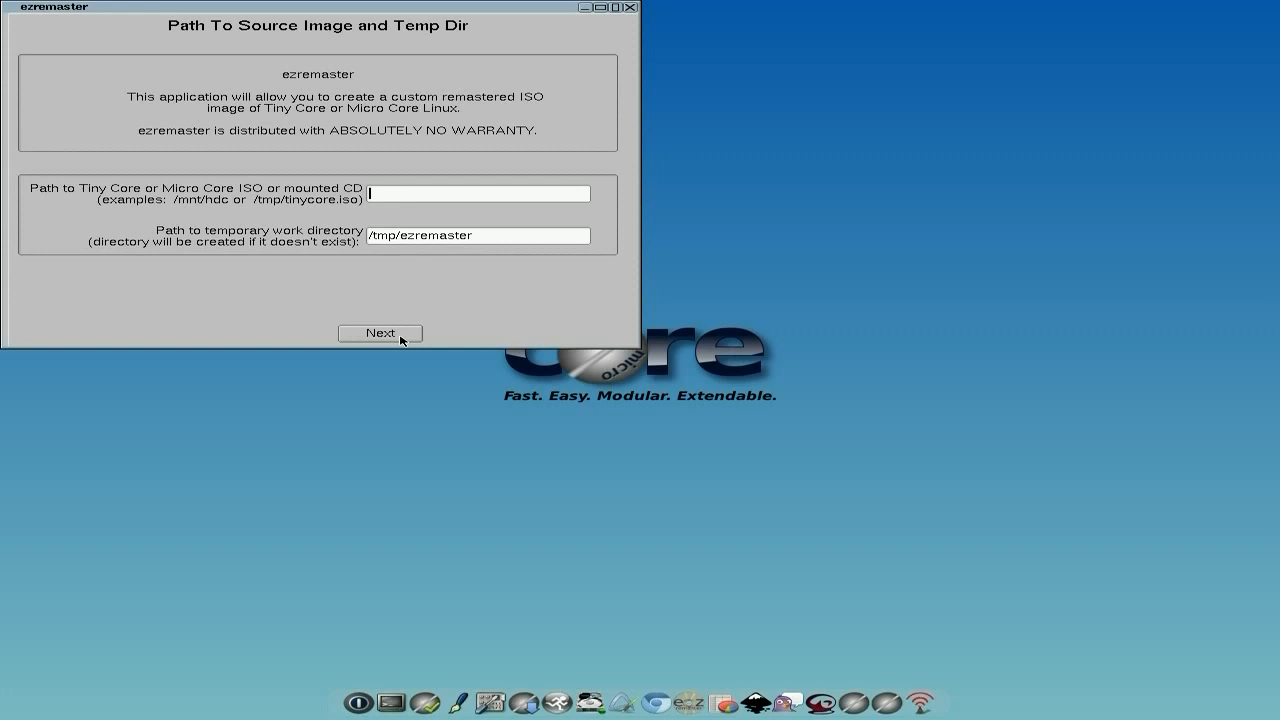 ezremaster
Path To Source Image and Temp Dir
ezremaster
This application will allow you to create a custom remastered ISO
image of Tiny Core or Micro Core Linux.
ezremaster is distributed with ABSOLUTELY NO WARRANTY.
Path to Tiny Core or Micro Core ISO or mounted CD
(examples:  /mnt/hdc or  /tmp/tinycore.iso)
Path to temporary work directory
(directory will be created if it doesn't exist):
/tmp/ezremaster
Next
micro
Fast. Easy. Modular. Extendable.